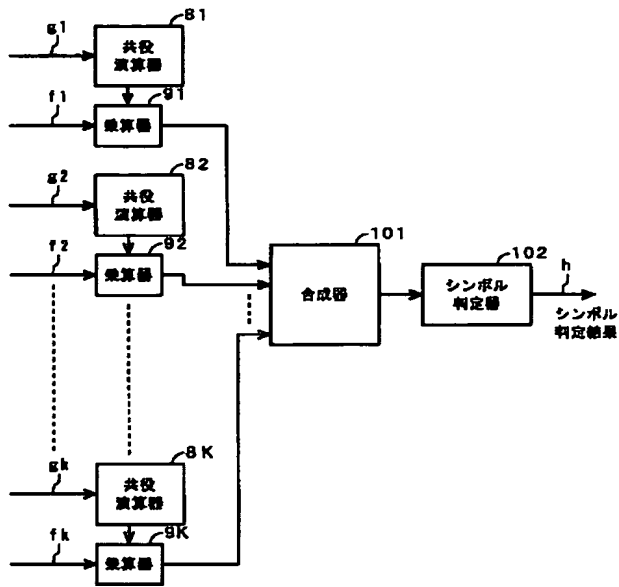 81
g1
共役
演算器
f1
91
乗算器
82
g2
共役
演算器
f2
92
乗算器
101
合成器
102
シンボル
判定器
h
シンボル
判定結果
8K
gk
共役
演算器
fk
9K
乗算器